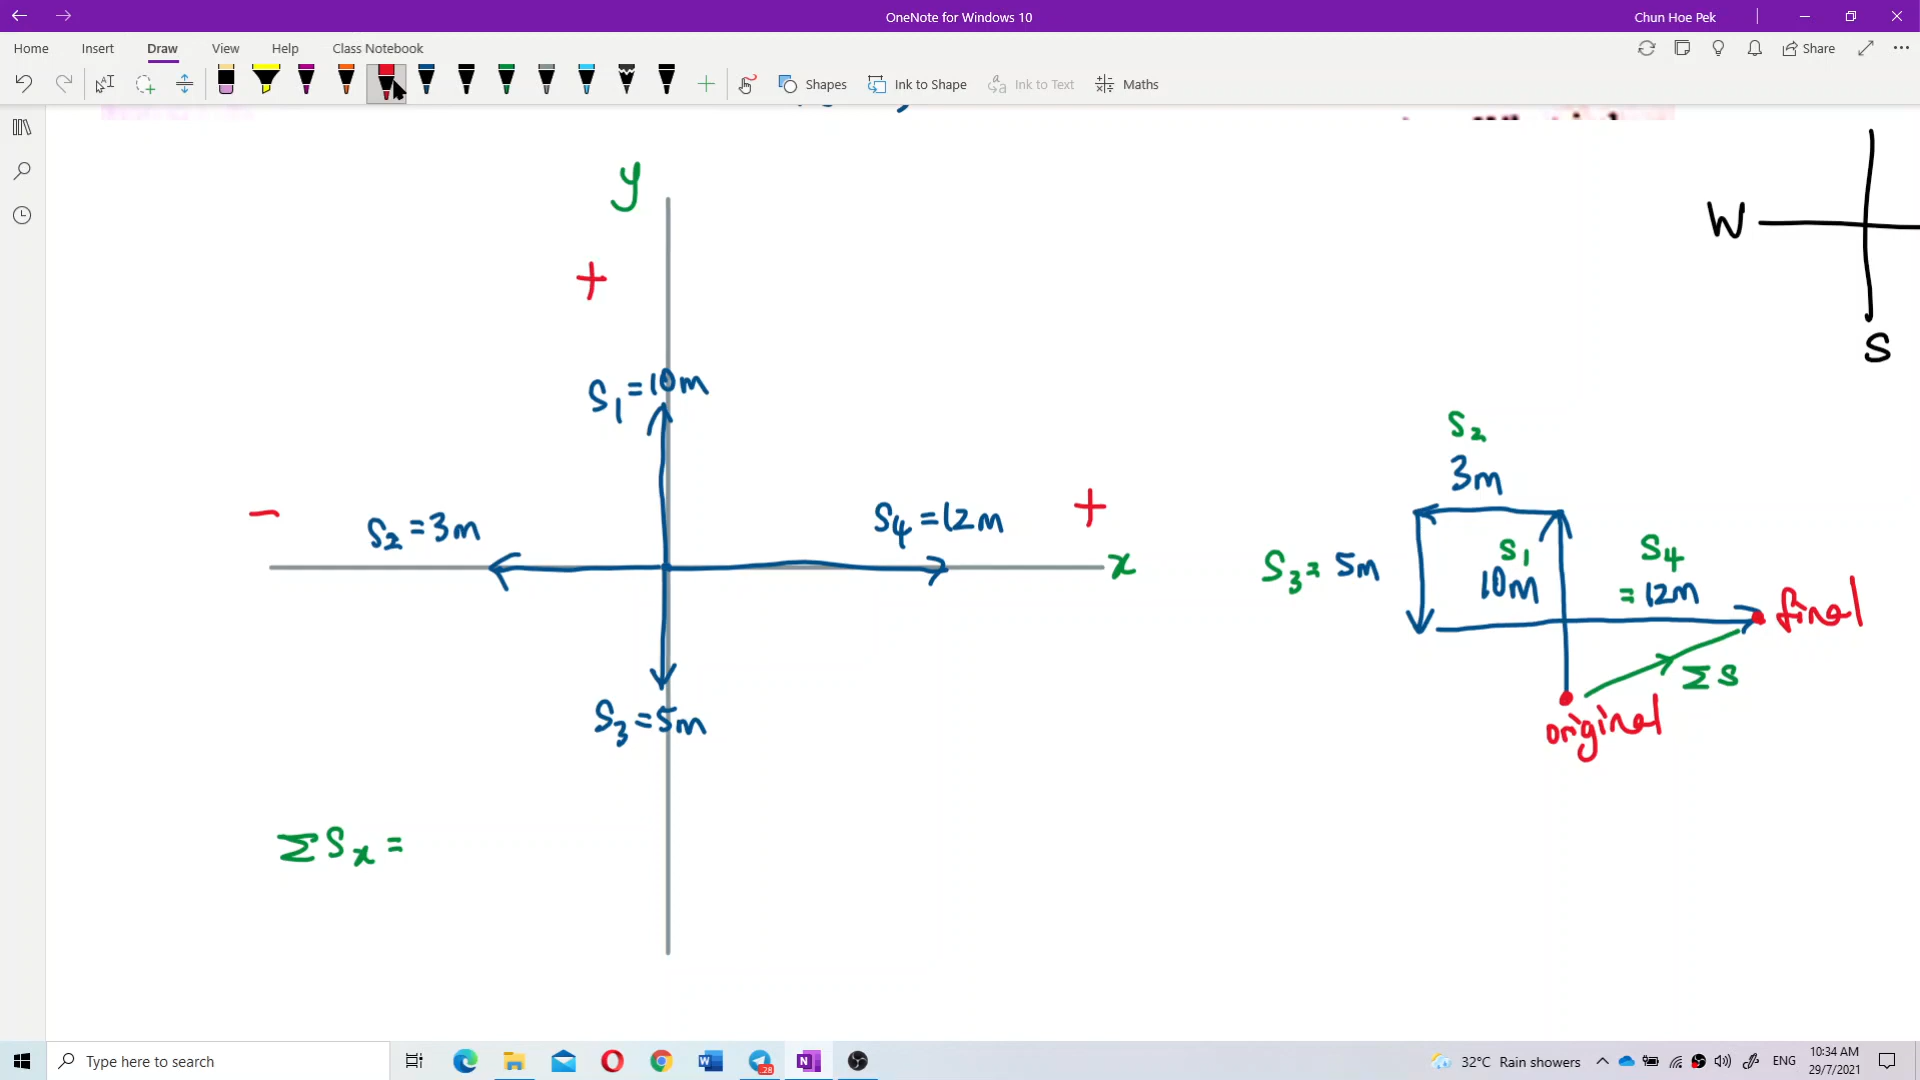 OneNote for Windows 10
Chun Hoe Pek
Home Insert Draw View Help Class Notebook
Share
Shapes Ink to Shape Ink to Text Maths
y
+
S₁ = 10m
−
S₂ = 3m
S₄ = 12m
+
x
S₃ = 5m
ΣSₓ =
W
S
S₂
3m
S₃ = 5m
S₁
10m
S₄
= 12m
final
ΣS
original
Type here to search
28
32°C Rain showers
ENG
10:34 AM
29/7/2021